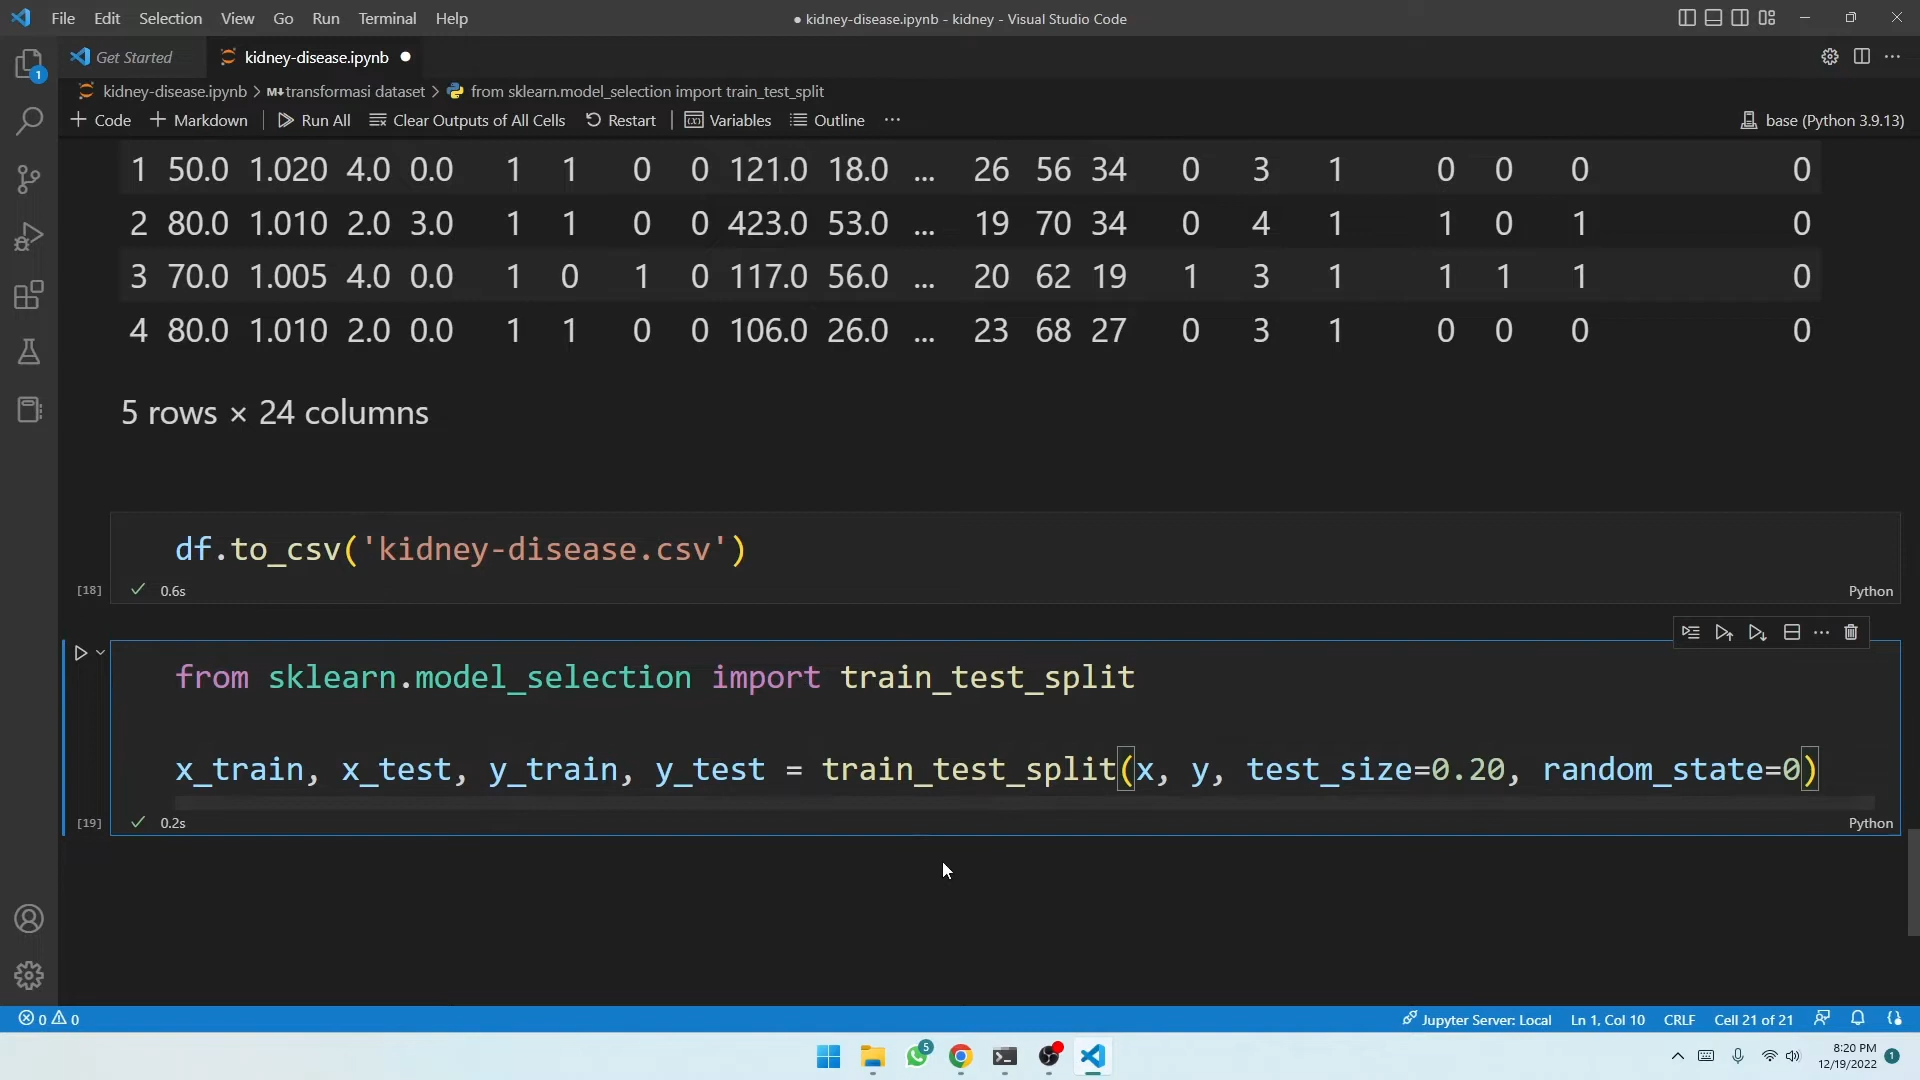 File Edit Selection View Go Run Terminal Help ● kidney-disease.ipynb - kidney - Visual Studio Code
Get Started kidney-disease.ipynb
kidney-disease.ipynb > M↓transformasi dataset > from sklearn.model_selection import train_test_split
+ Code + Markdown Run All Clear Outputs of All Cells Restart Variables Outline ... base (Python 3.9.13)
1 50.0 1.020 4.0 0.0 1 1 0 0 121.0 18.0 ... 26 56 34 0 3 1 0 0 0 0
2 80.0 1.010 2.0 3.0 1 1 0 0 423.0 53.0 ... 19 70 34 0 4 1 1 0 1 0
3 70.0 1.005 4.0 0.0 1 0 1 0 117.0 56.0 ... 20 62 19 1 3 1 1 1 1 0
4 80.0 1.010 2.0 0.0 1 1 0 0 106.0 26.0 ... 23 68 27 0 3 1 0 0 0 0
5 rows × 24 columns
df.to_csv('kidney-disease.csv')
[18] ✓ 0.6s Python
from sklearn.model_selection import train_test_split
x_train, x_test, y_train, y_test = train_test_split(x, y, test_size=0.20, random_state=0)
[19] ✓ 0.2s Python
0 0 Jupyter Server: Local Ln 1, Col 10 CRLF Cell 21 of 21
5 8:20 PM
12/19/2022 1